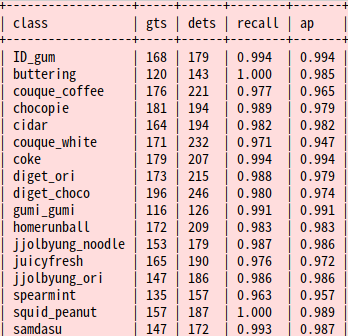 +------------------+------+------+--------+-------+
| class            | gts  | dets | recall | ap    |
+------------------+------+------+--------+-------+
| ID_gum           | 168  | 179  | 0.994  | 0.994 |
| buttering        | 120  | 143  | 1.000  | 0.985 |
| couque_coffee    | 176  | 221  | 0.977  | 0.965 |
| chocopie         | 181  | 194  | 0.989  | 0.979 |
| cidar            | 164  | 194  | 0.982  | 0.982 |
| couque_white     | 171  | 232  | 0.971  | 0.947 |
| coke             | 179  | 207  | 0.994  | 0.994 |
| diget_ori        | 173  | 215  | 0.988  | 0.979 |
| diget_choco      | 196  | 246  | 0.980  | 0.974 |
| gumi_gumi        | 116  | 126  | 0.991  | 0.991 |
| homerunball      | 172  | 209  | 0.983  | 0.983 |
| jjolbyung_noodle | 153  | 179  | 0.987  | 0.986 |
| juicyfresh       | 165  | 190  | 0.976  | 0.972 |
| jjolbyung_ori    | 147  | 186  | 0.986  | 0.986 |
| spearmint        | 135  | 157  | 0.963  | 0.957 |
| squid_peanut     | 157  | 187  | 1.000  | 0.989 |
| samdasu          | 147  | 172  | 0.993  | 0.987 |